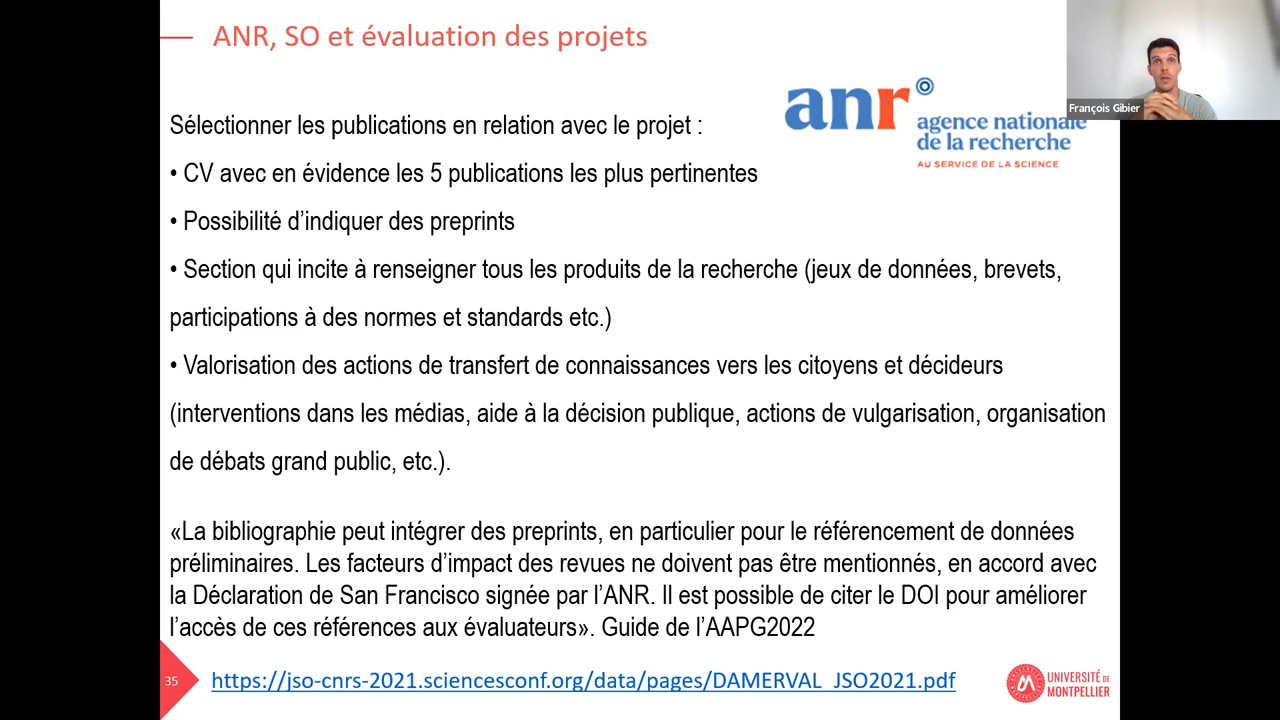 ANR, SO et évaluation des projets
François Gibier
anr
agence nationale
de la recherche
AU SERVICE DE LA SCIENCE
Sélectionner les publications en relation avec le projet :
• CV avec en évidence les 5 publications les plus pertinentes
• Possibilité d’indiquer des preprints
• Section qui incite à renseigner tous les produits de la recherche (jeux de données, brevets,
participations à des normes et standards etc.)
• Valorisation des actions de transfert de connaissances vers les citoyens et décideurs
(interventions dans les médias, aide à la décision publique, actions de vulgarisation, organisation
de débats grand public, etc.).
«La bibliographie peut intégrer des preprints, en particulier pour le référencement de données
préliminaires. Les facteurs d’impact des revues ne doivent pas être mentionnés, en accord avec
la Déclaration de San Francisco signée par l’ANR. Il est possible de citer le DOI pour améliorer
l’accès de ces références aux évaluateurs». Guide de l’AAPG2022
35
https://jso-cnrs-2021.sciencesconf.org/data/pages/DAMERVAL_JSO2021.pdf
UNIVERSITÉ DE
MONTPELLIER